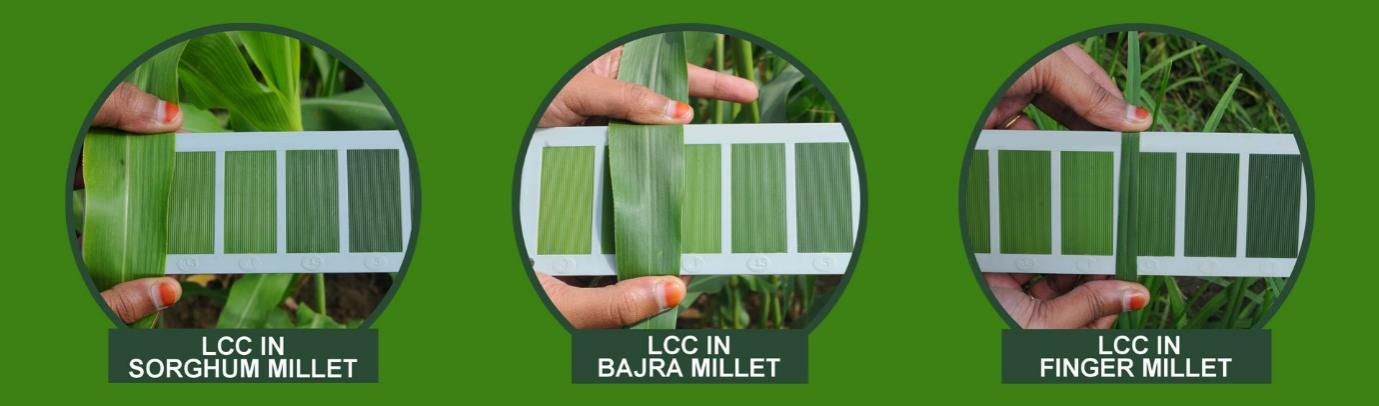 LCC IN
SORGHUM MILLET
LCC IN
BAJRA MILLET
LCC IN
FINGER MILLET